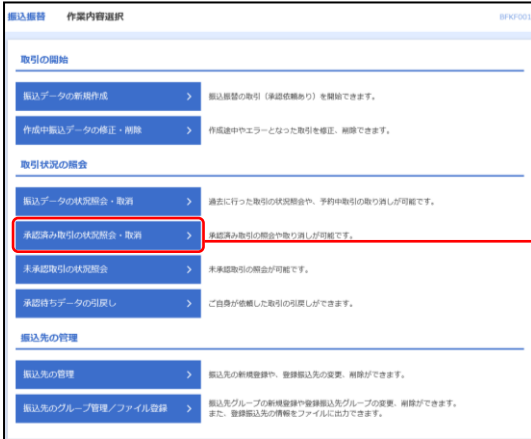 振込振替 作業内容選択 BFKF001
取引の開始
振込データの新規作成 >
振込振替の取引（承認依頼あり）を開始できます。
作成中振込データの修正・削除 >
作成途中やエラーとなった取引を修正、削除できます。
取引状況の照会
振込データの状況照会・取消 >
過去に行った取引の状況照会や、予約中取引の取り消しが可能です。
承認済み取引の状況照会・取消 >
承認済み取引の照会や取り消しが可能です。
未承認取引の状況照会 >
未承認取引の照会が可能です。
承認待ちデータの引戻し >
ご自身が依頼した取引の引戻しができます。
振込先の管理
振込先の管理 >
振込先の新規登録や、登録振込先の変更、削除ができます。
振込先のグループ管理／ファイル登録 >
振込先グループの新規登録や登録振込先グループの変更、削除ができます。
また、登録振込先の情報をファイルに出力できます。